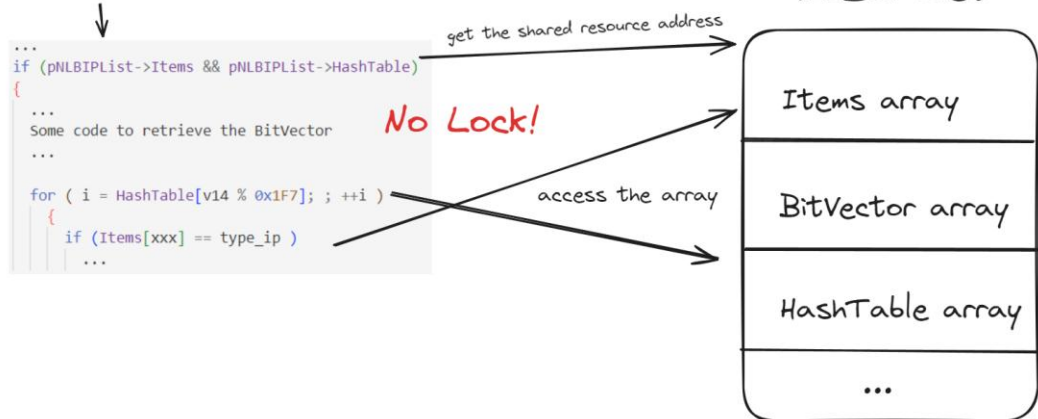 get the shared resource address
...
if (pNLBIPList->Items && pNLBIPList->HashTable)
{
...
Some code to retrieve the BitVector
...
No Lock!
for ( i = HashTable[v14 % 0x1F7]; ; ++i )
{
if (Items[xxx] == type_ip )
...
access the array
Items array
BitVector array
HashTable array
...